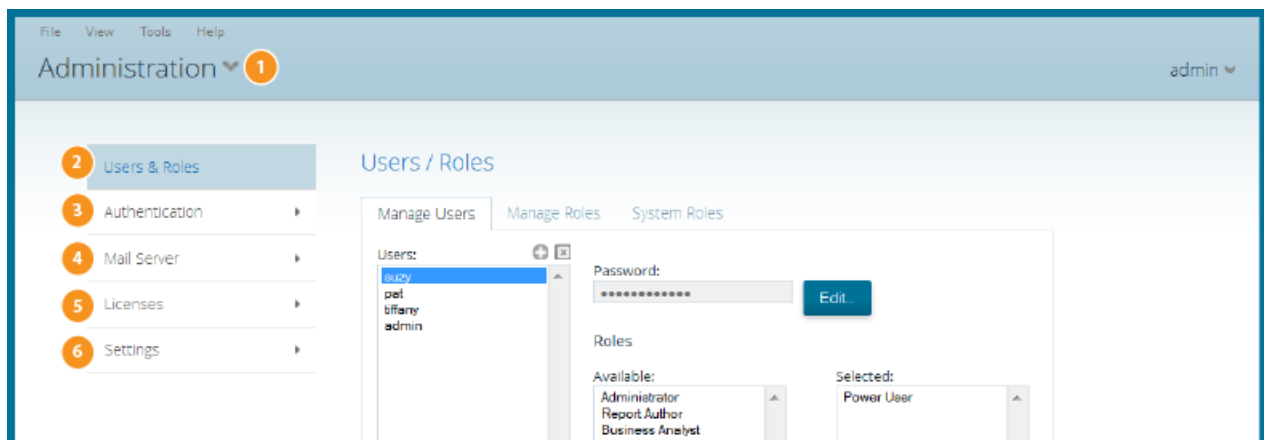 File View Tools Help
Administration 1
admin
2 Users & Roles
3 Authentication
4 Mail Server
5 Licenses
6 Settings
Users / Roles
Manage Users Manage Roles System Roles
Users:
suzy
pat
tiffany
admin
Password:
Edit...
Roles
Available:
Administrator
Report Author
Business Analyst
Selected:
Power User